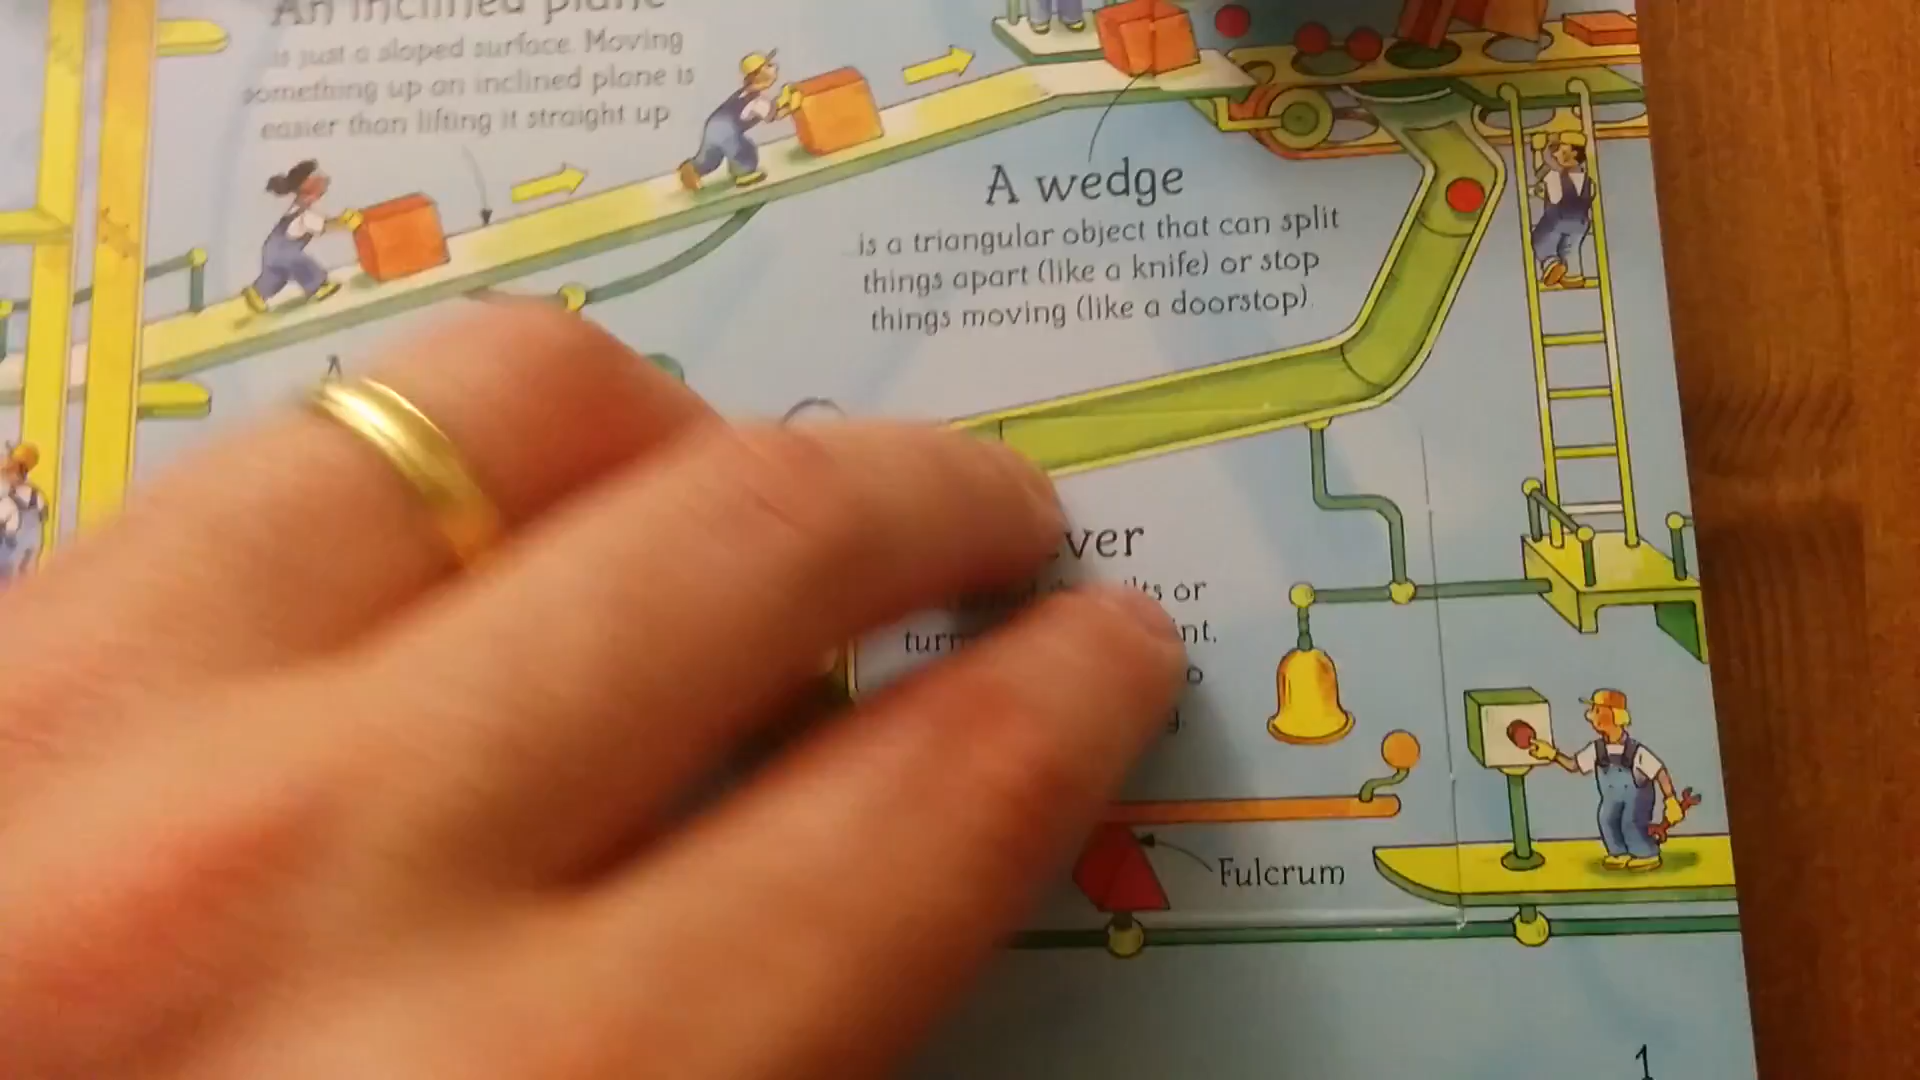 An inclined plane
is just a sloped surface. Moving
something up an inclined plane is
easier than lifting it straight up
A wedge
is a triangular object that can split
things apart (like a knife) or stop
things moving (like a doorstop).
A
ver
ilts or
turn
nt,
o
g.
Fulcrum
1